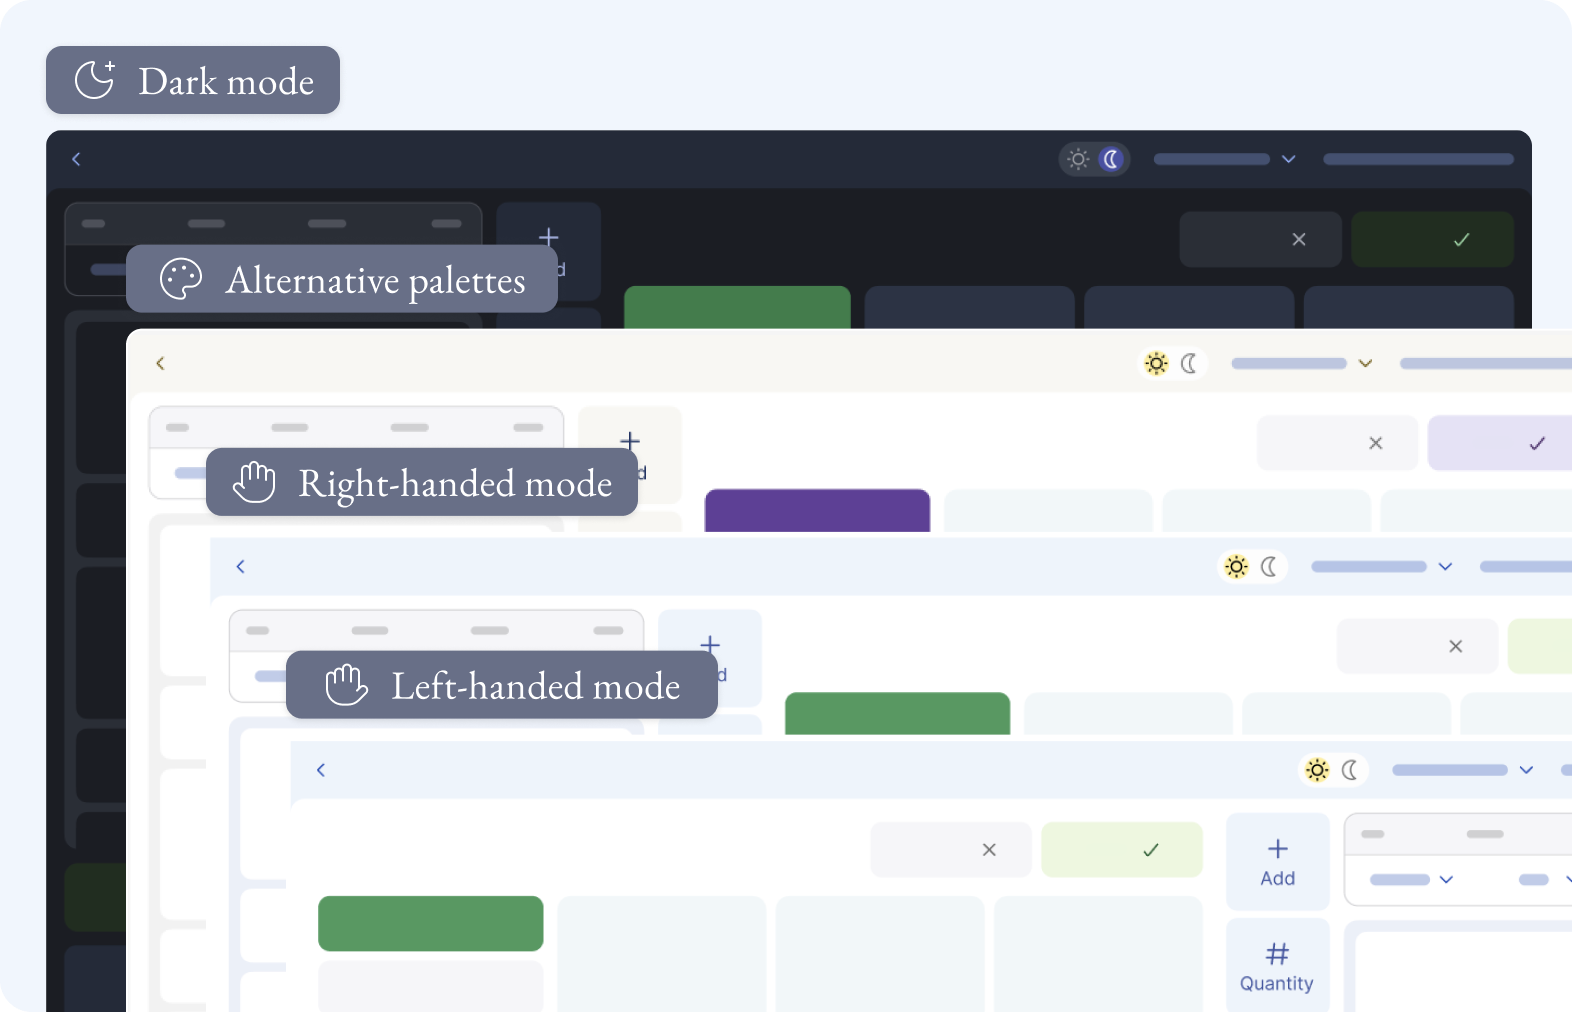 Dark mode
Alternative palettes
Right-handed mode
Left-handed mode
Add
Quantity